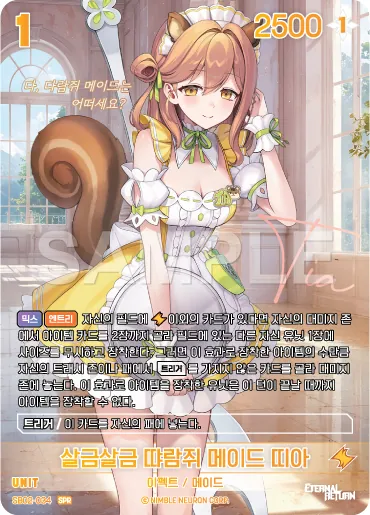 1
2500
1
다, 다람쥐 메이드는
어떠세요?
SAMPLE
Tia
믹스 엔트리 자신의 필드에 이외의 카드가 있다면 자신의 데미지 존
에서 아이템 카드를 2장까지 골라 필드에 있는 다른 자신 유닛 1장에
사이즈를 무시하고 장착한다. 그러면 이 효과로 장착한 아이템의 수만큼
자신의 드래시 존이나 패에서 트리거 를 가지지 않은 카드를 골라 데미지
존에 놓는다. 이 효과로 아이템을 장착한 유닛은 이 턴이 끝날 때까지
아이템을 장착할 수 없다.
트리거 / 이 카드를 자신의 패에 넣는다.
살금살금 땨람쥐 메이드 띠아
UNIT
이펙트 / 메이드
SD02-034 SPR
© NIMBLE NEURON CORP.
ETERNAL
RETURN